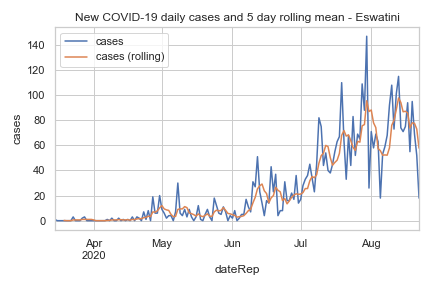 New COVID-19 daily cases and 5 day rolling mean - Eswatini
cases
cases (rolling)
140
120
100
80
60
40
20
0
cases
Apr
2020
May
Jun
Jul
Aug
dateRep